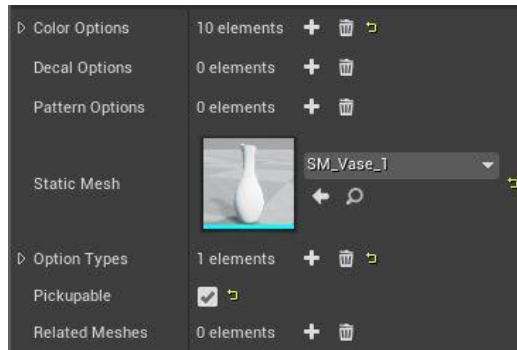 Color Options 10 elements
Decal Options 0 elements
Pattern Options 0 elements
SM_Vase_1
Static Mesh
Option Types 1 elements
Pickupable
Related Meshes 0 elements